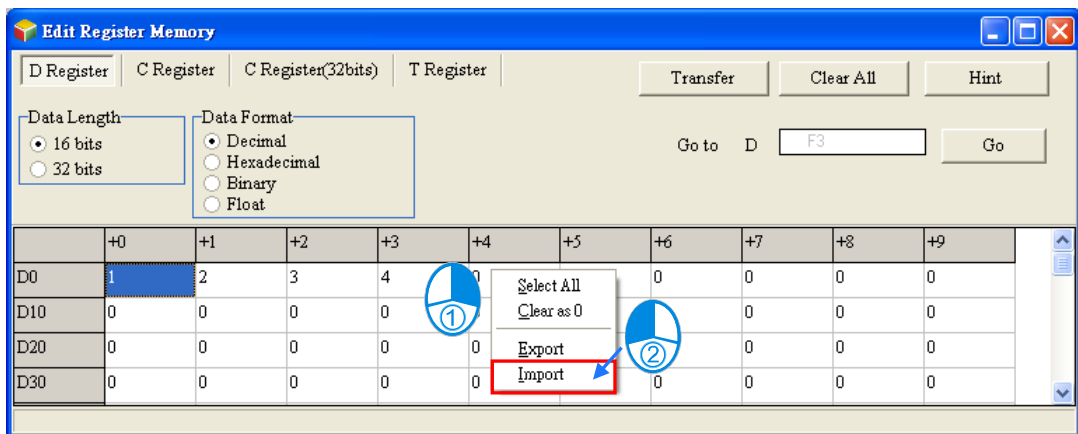 Edit Register Memory
D Register C Register C Register(32bits) T Register Transfer Clear All Hint
Data Length Data Format
16 bits Decimal Go to D F3 Go
32 bits Hexadecimal
Binary
Float
+0 +1 +2 +3 +4 +5 +6 +7 +8 +9
D0 1 2 3 4 0 0 0 0 0
Select All
① Clear as 0
D10 0 0 0 0 0 0 0
Export ②
D20 0 0 0 0 0 0 0 0
Import
D30 0 0 0 0 0 0 0 0 0